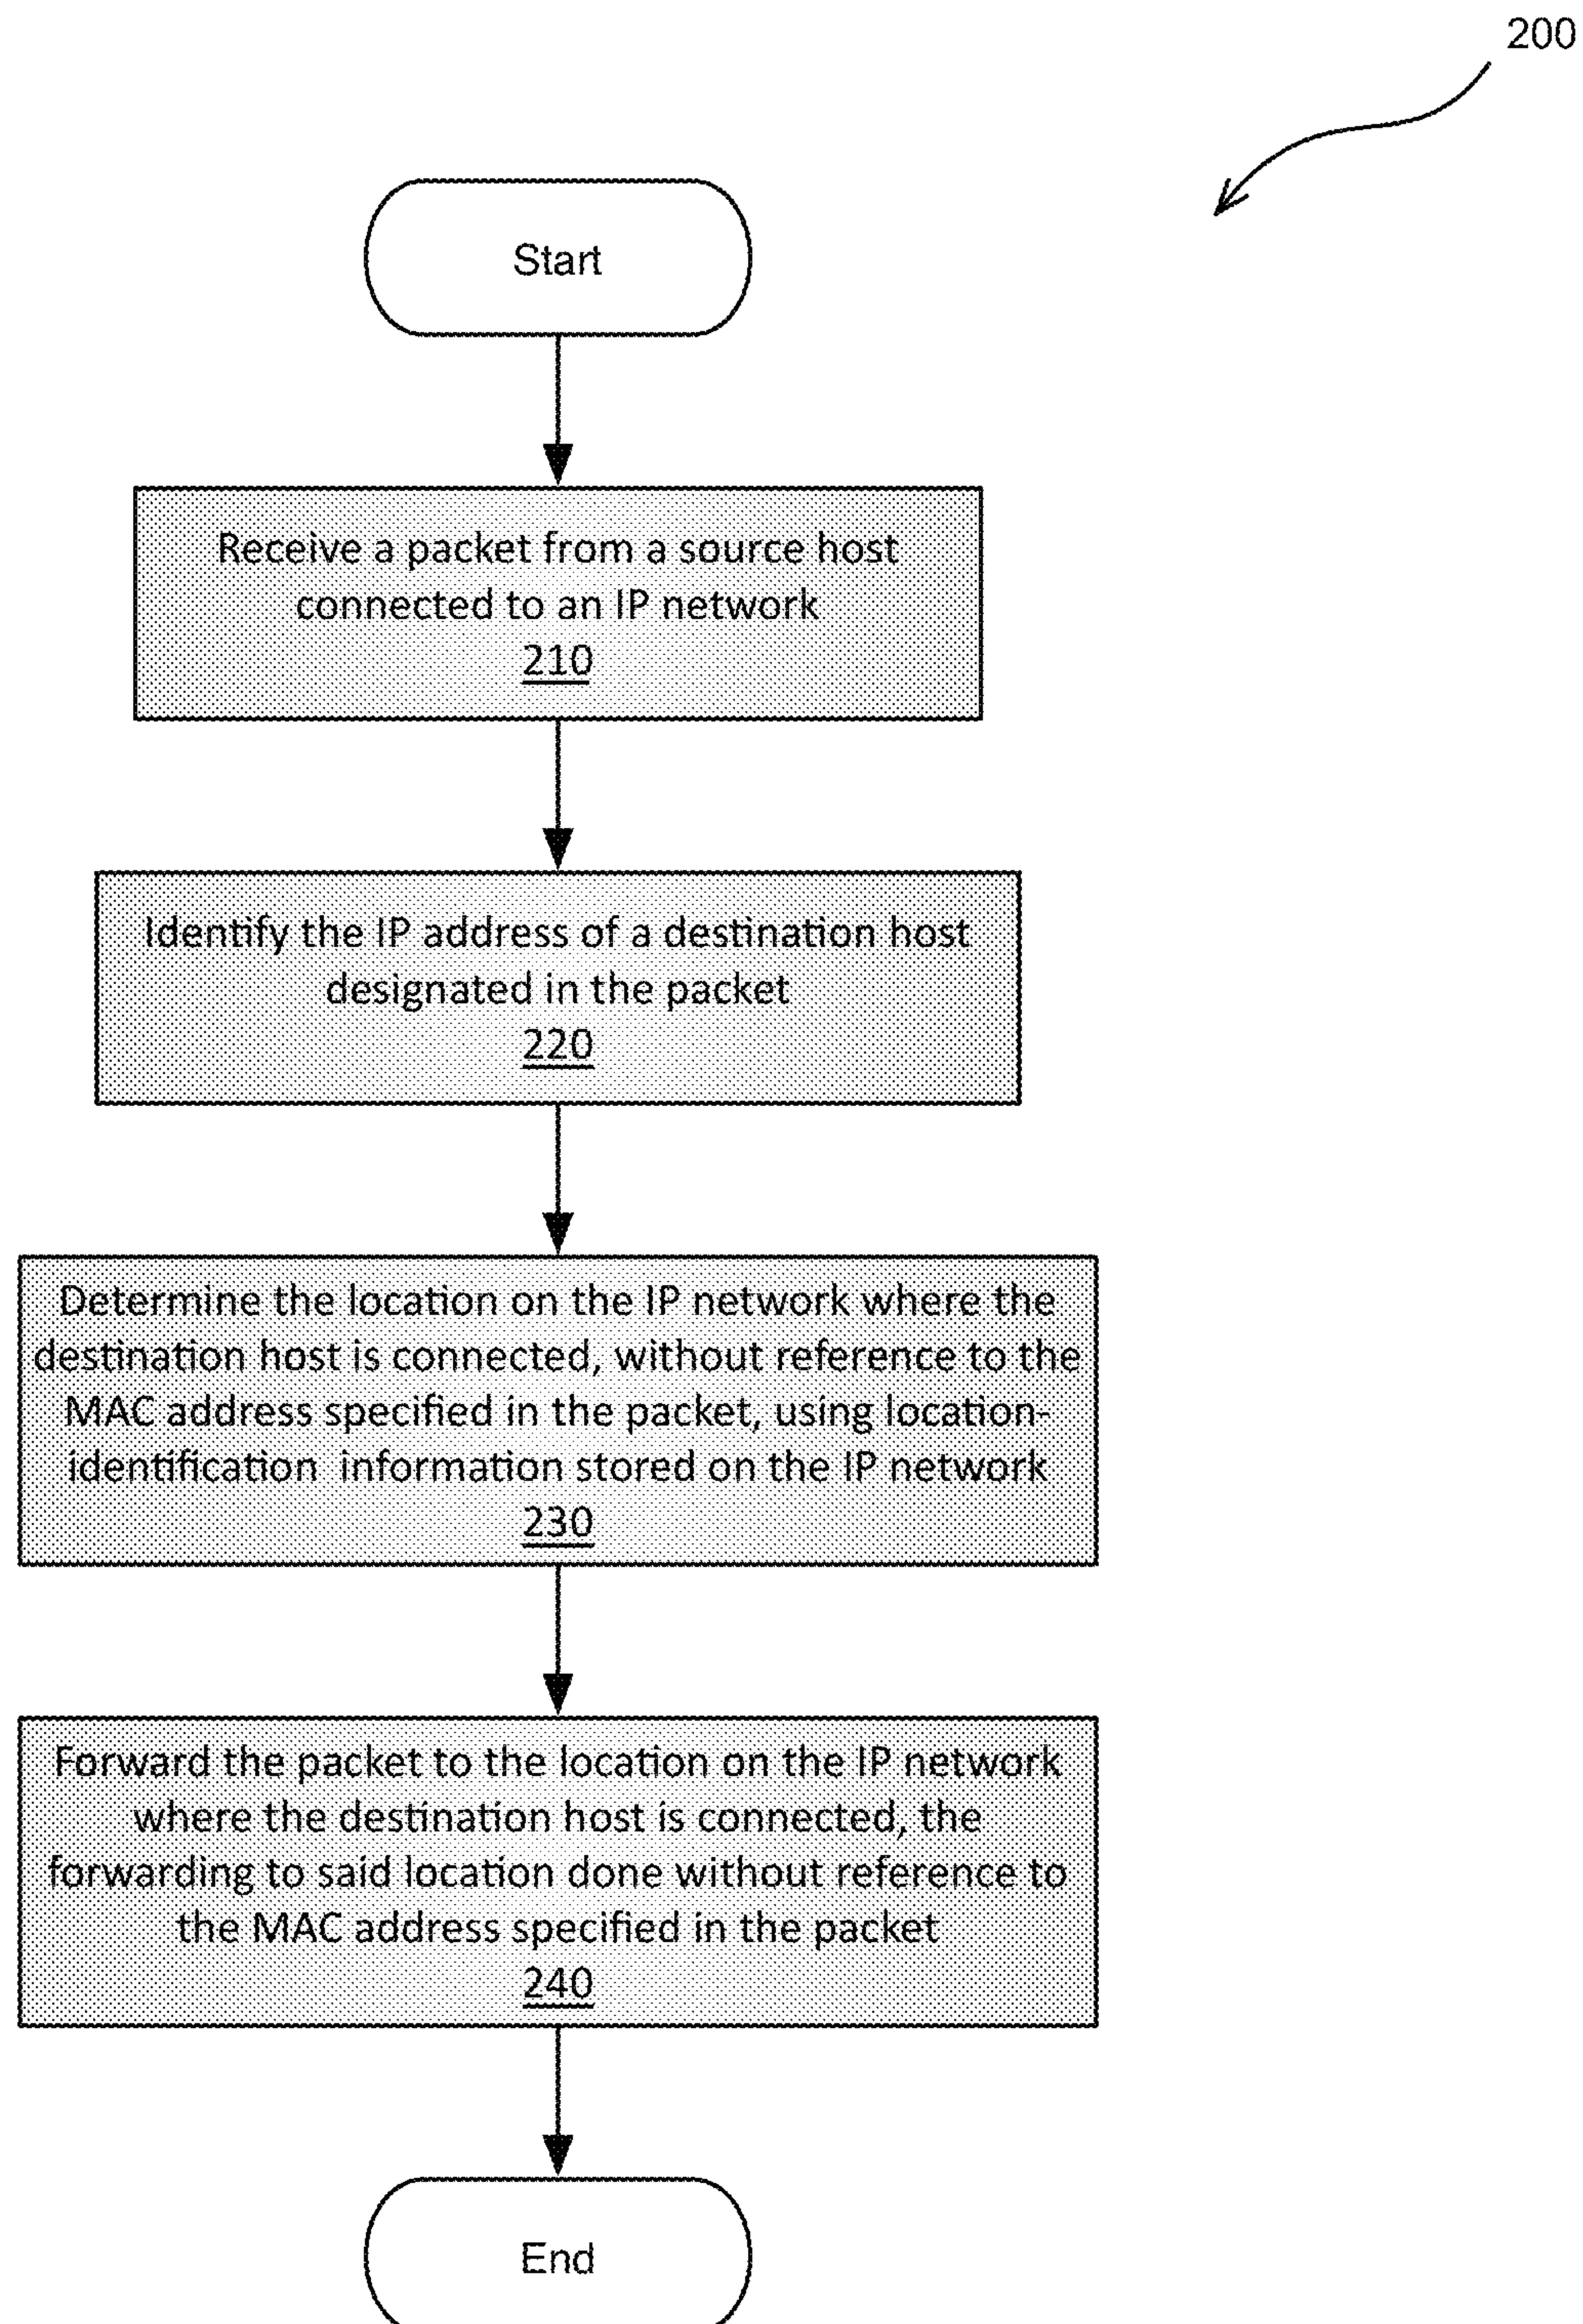 200
Start
Receive a packet from a source host
connected to an IP network
210
Identify the IP address of a destination host
designated in the packet
220
Determine the location on the IP network where the
destination host is connected, without reference to the
MAC address specified in the packet, using location-
identification information stored on the IP network
230
Forward the packet to the location on the IP network
where the destination host is connected, the
forwarding to said location done without reference to
the MAC address specified in the packet
240
End